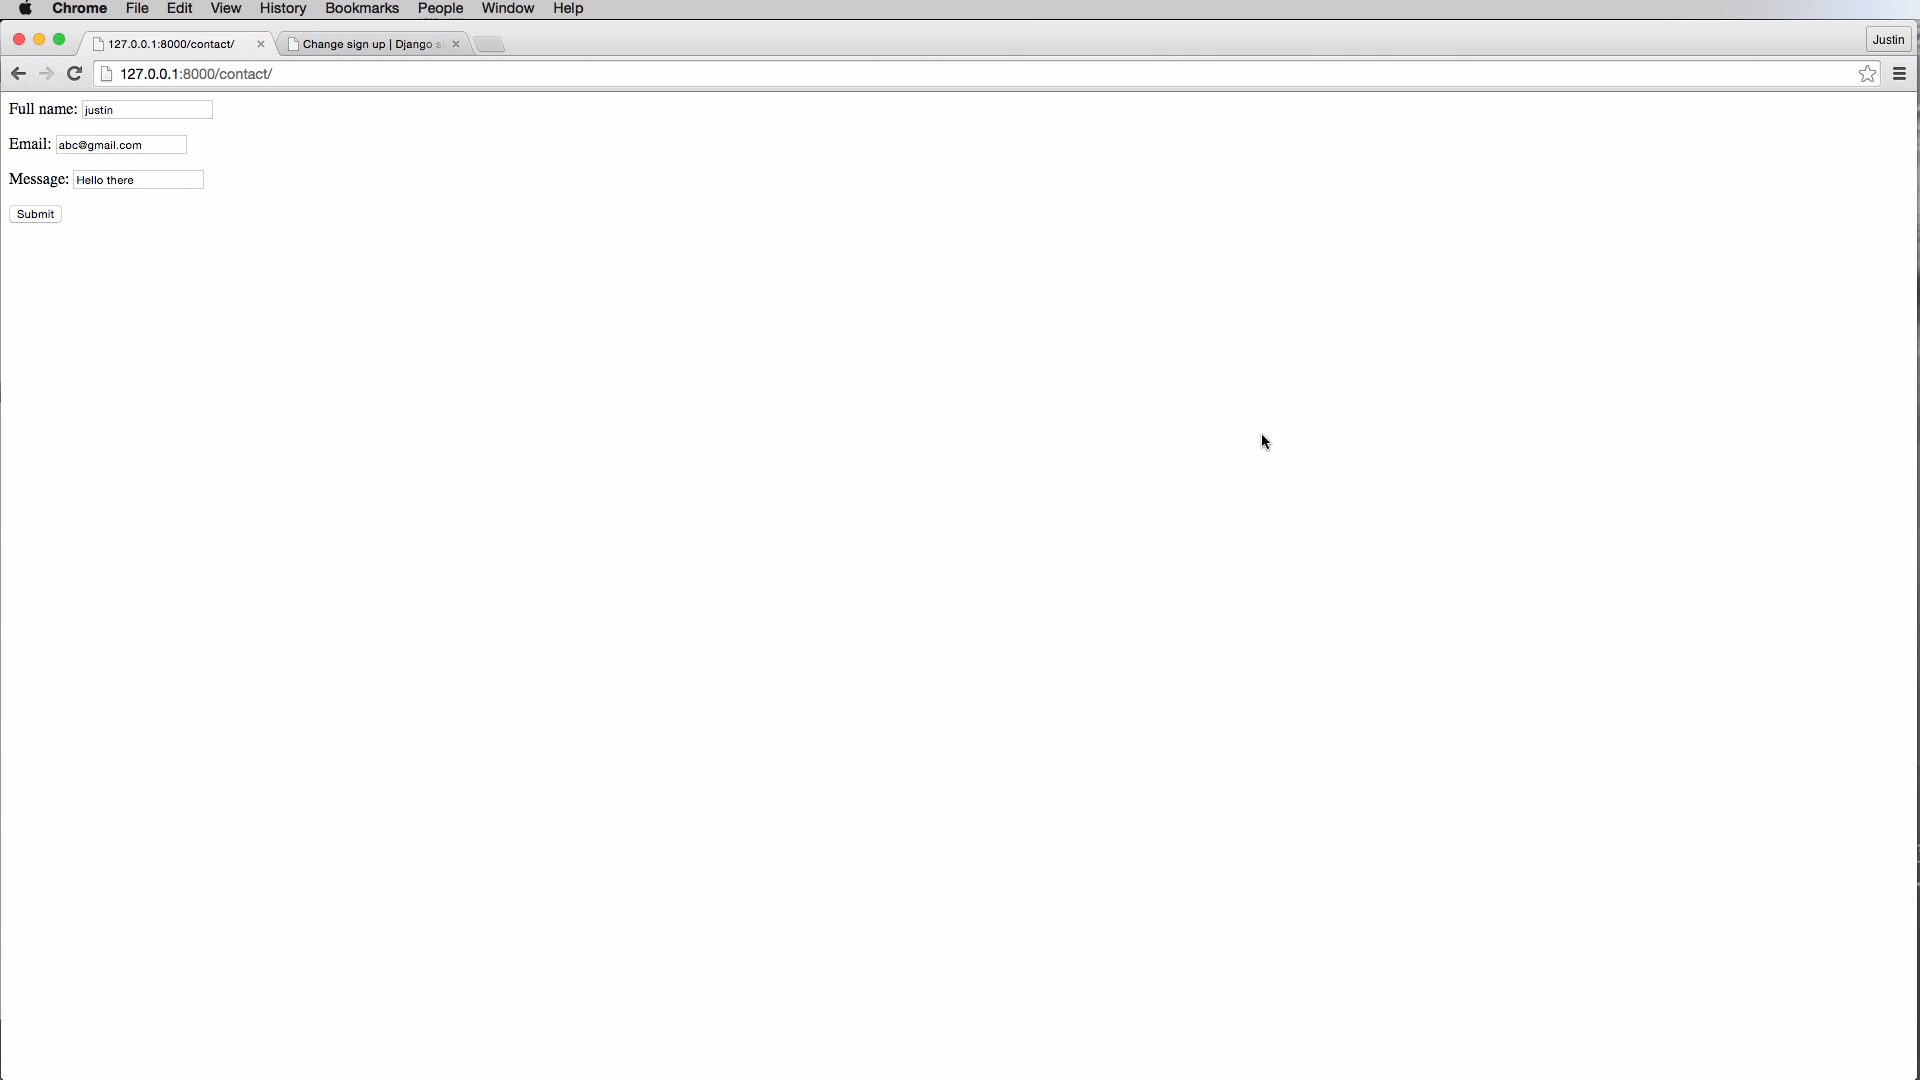 Chrome File Edit View History Bookmarks People Window Help
127.0.0.1:8000/contact/ Change sign up | Django s Justin
127.0.0.1:8000/contact/
Full name: justin
Email: abc@gmail.com
Message: Hello there
Submit